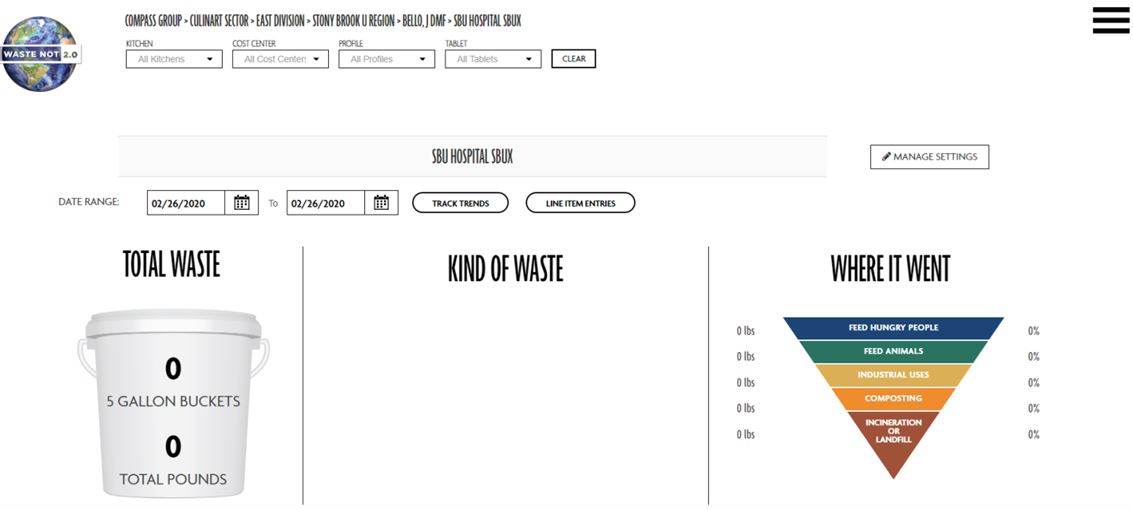 COMPASS GROUP > CULINART SECTOR > EAST DIVISION > STONY BROOK U REGION > BELLO, J DMF > SBU HOSPITAL SBUX
WASTE NOT 2.0
KITCHEN COST CENTER PROFILE TABLET
All Kitchens All Cost Center: All Profiles All Tablets CLEAR
SBU HOSPITAL SBUX
MANAGE SETTINGS
DATE RANGE: 02/26/2020 To 02/26/2020 TRACK TRENDS LINE ITEM ENTRIES
TOTAL WASTE
0
5 GALLON BUCKETS
0
TOTAL POUNDS
KIND OF WASTE
WHERE IT WENT
0 lbs FEED HUNGRY PEOPLE 0%
0 lbs FEED ANIMALS 0%
0 lbs INDUSTRIAL USES 0%
0 lbs COMPOSTING 0%
0 lbs INCINERATION 0%
OR
LANDFILL